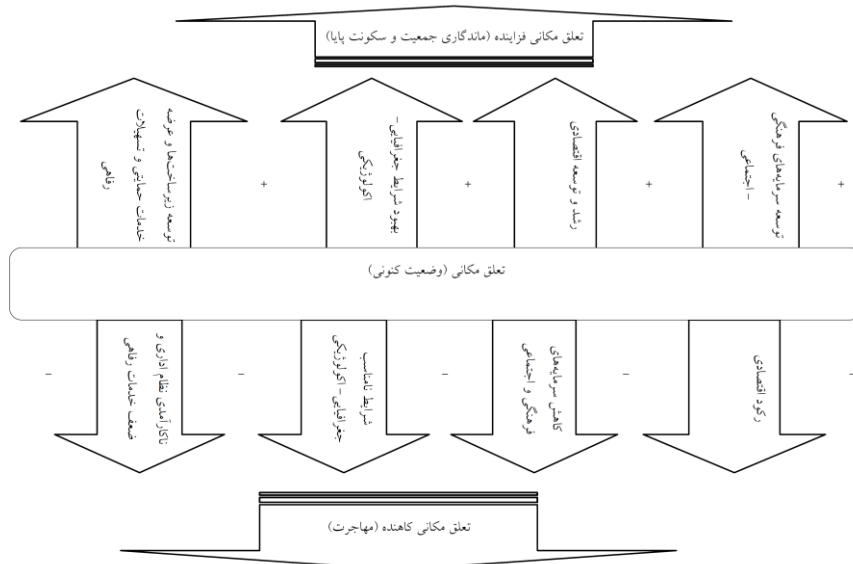 تعلق مکانی فزاینده (ماندگاری جمعیت و سکونت پایا)
توسعه سرمایه‌های فرهنگی
– اجتماعی
رشد و توسعه اقتصادی
بهبود شرایط جغرافیایی –
اکولوژیکی
توسعه زیرساخت‌ها و عرضه
خدمات حمایتی و تسهیلات
رفاهی
+ + + +
تعلق مکانی (وضعیت کنونی)
رکود اقتصادی
کاهش سرمایه‌های
فرهنگی و اجتماعی
شرایط نامناسب
جغرافیایی – اکولوژیکی
ناکارآمدی نظام اداری و
ضعف خدمات رفاهی
– – – – –
تعلق مکانی کاهنده (مهاجرت)